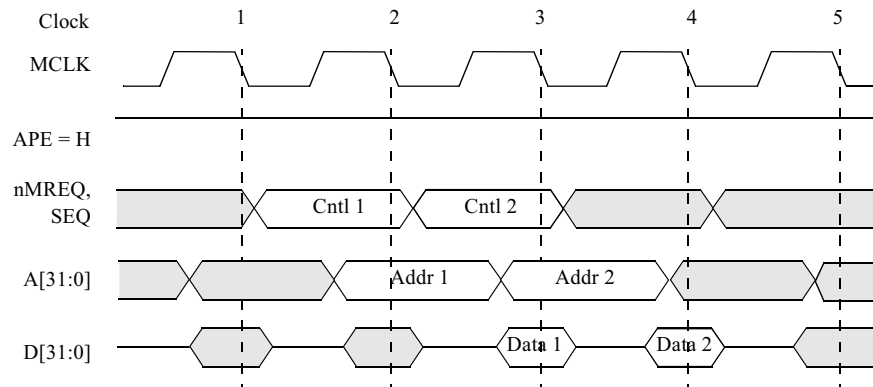 Clock 1 2 3 4 5
MCLK
APE = H
nMREQ,
SEQ
Cntl 1 Cntl 2
A[31:0] Addr 1 Addr 2
D[31:0] Data 1 Data 2